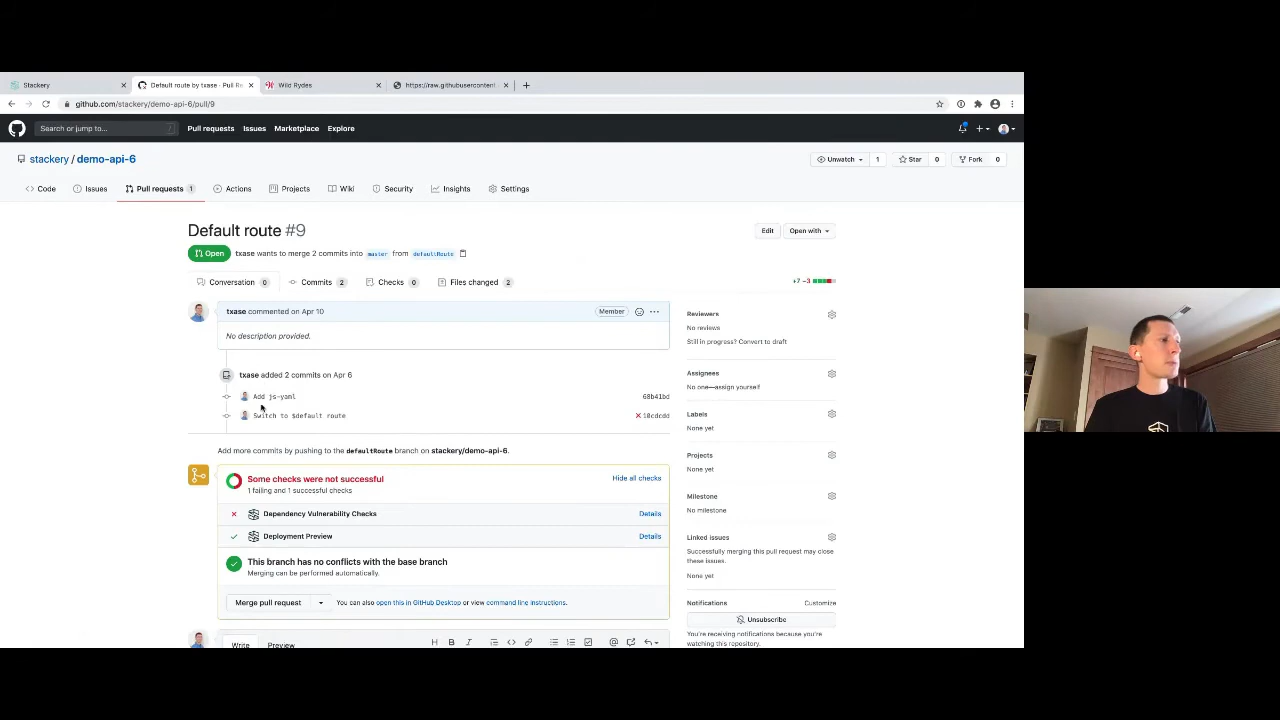 Stackery
Default route by txase · Pull Re
Wild Rydes
https://raw.githubusercontent
github.com/stackery/demo-api-6/pull/9
Search or jump to...
/
Pull requests
Issues
Marketplace
Explore
stackery / demo-api-6
Unwatch
1
Star
0
Fork
0
Code
Issues
Pull requests
1
Actions
Projects
Wiki
Security
Insights
Settings
Default route #9
Edit
Open with
Open
txase wants to merge 2 commits into master from defaultRoute
Conversation 0
Commits 2
Checks 0
Files changed 2
+7 −3
txase commented on Apr 10
Member
No description provided.
txase added 2 commits on Apr 6
Add js-yaml
68b41bd
Switch to $default route
Add more commits by pushing to the defaultRoute branch on stackery/demo-api-6.
Some checks were not successful
1 failing and 1 successful checks
Hide all checks
Dependency Vulnerability Checks
Details
Deployment Preview
Details
This branch has no conflicts with the base branch
Merging can be performed automatically.
Merge pull request
You can also open this in GitHub Desktop or view command line instructions.
Write
Preview
H B I
Reviewers
No reviews
Still in progress? Convert to draft
Assignees
No one—assign yourself
Labels
None yet
Projects
None yet
Milestone
No milestone
Linked issues
Successfully merging this pull request may close
these issues.
None yet
Notifications
Customize
Unsubscribe
You're receiving notifications because you're
watching this repository.